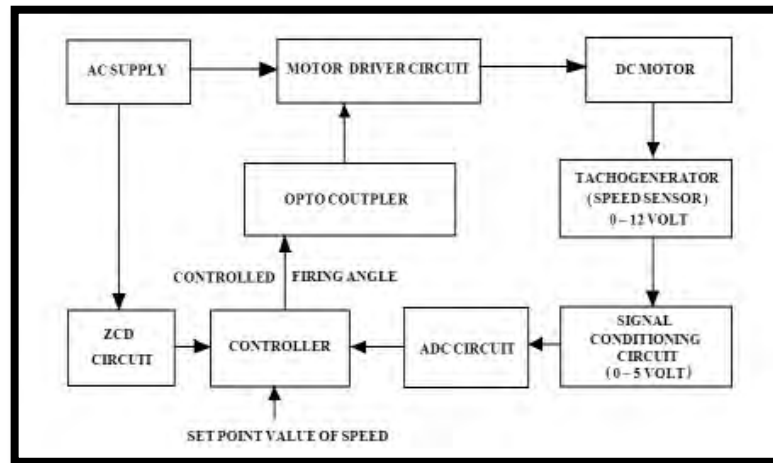 AC SUPPLY
MOTOR DRIVER CIRCUIT
DC MOTOR
OPTO COUTPLER
TACHOGENERATOR
(SPEED SENSOR)
0 – 12 VOLT
CONTROLLED FIRING ANGLE
ZCD
CIRCUIT
CONTROLLER
ADC CIRCUIT
SIGNAL
CONDITIONING
CIRCUIT
(0 – 5 VOLT)
SET POINT VALUE OF SPEED